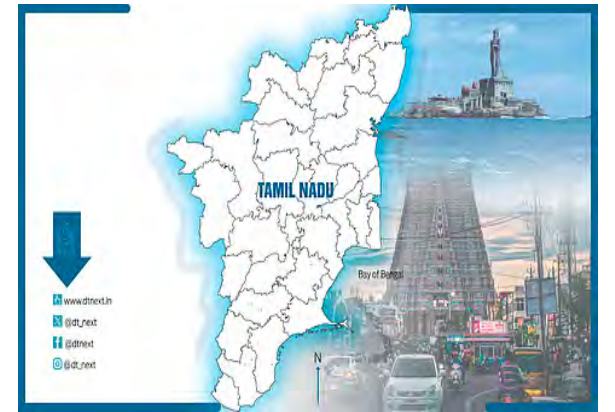 TAMIL NADU
Bay of Bengal
www.dtnext.in
@dt_next
@dtnext
@dt_next
N